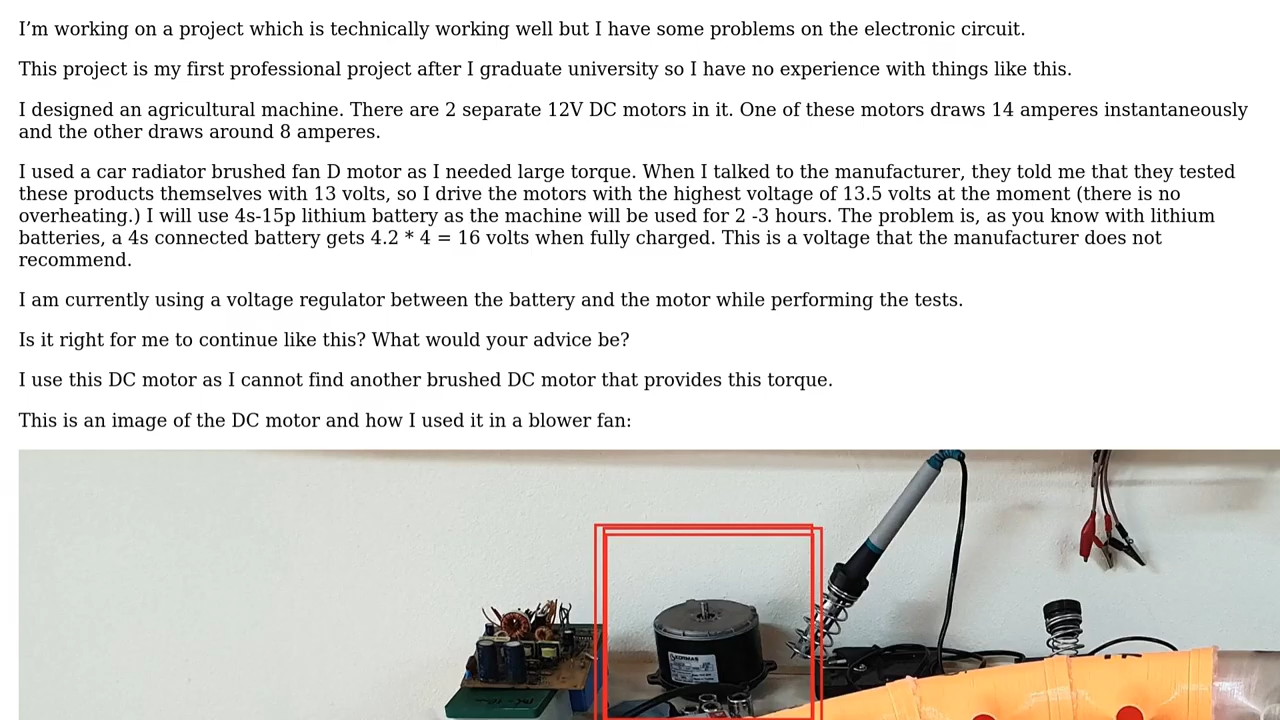 I’m working on a project which is technically working well but I have some problems on the electronic circuit.
This project is my first professional project after I graduate university so I have no experience with things like this.
I designed an agricultural machine. There are 2 separate 12V DC motors in it. One of these motors draws 14 amperes instantaneously
and the other draws around 8 amperes.
I used a car radiator brushed fan D motor as I needed large torque. When I talked to the manufacturer, they told me that they tested
these products themselves with 13 volts, so I drive the motors with the highest voltage of 13.5 volts at the moment (there is no
overheating.) I will use 4s-15p lithium battery as the machine will be used for 2 -3 hours. The problem is, as you know with lithium
batteries, a 4s connected battery gets 4.2 * 4 = 16 volts when fully charged. This is a voltage that the manufacturer does not
recommend.
I am currently using a voltage regulator between the battery and the motor while performing the tests.
Is it right for me to continue like this? What would your advice be?
I use this DC motor as I cannot find another brushed DC motor that provides this torque.
This is an image of the DC motor and how I used it in a blower fan: